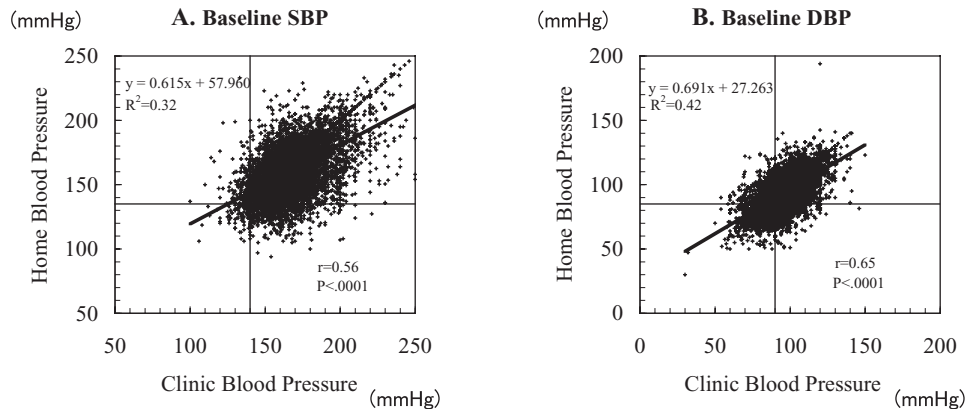 (mmHg)
A. Baseline SBP
250
200
150
100
50
y = 0.615x + 57.960
R²=0.32
r=0.56
P<.0001
50 100 150 200 250
Home Blood Pressure
Clinic Blood Pressure
(mmHg)
(mmHg)
B. Baseline DBP
200
150
100
50
0
y = 0.691x + 27.263
R²=0.42
r=0.65
P<.0001
0 50 100 150 200
Home Blood Pressure
Clinic Blood Pressure
(mmHg)